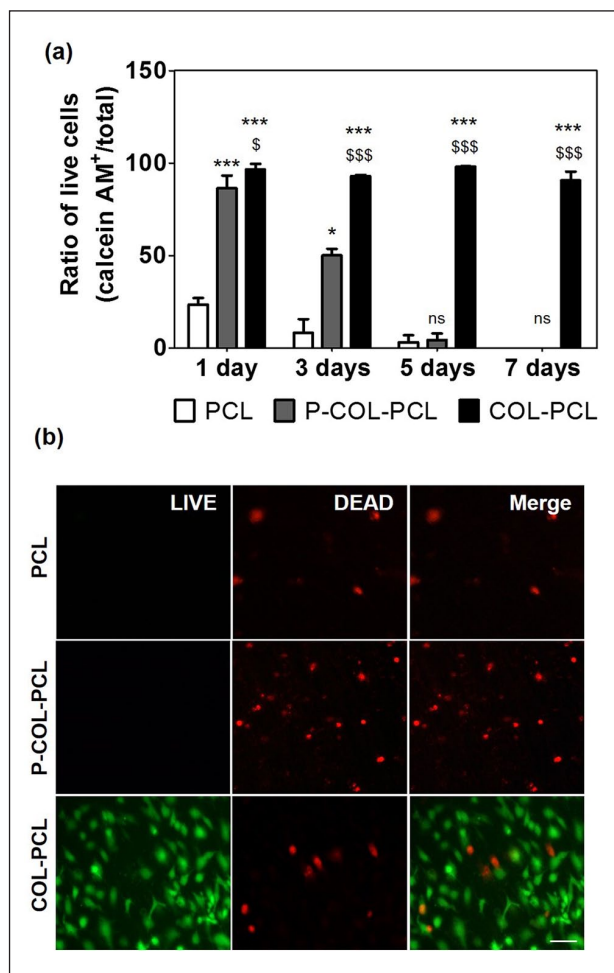 (a)
150
100
50
0
Ratio of live cells
(calcein AM⁺/total)
***
***
$
*
***
$$$
ns
***
$$$
ns
***
$$$
1 day 3 days 5 days 7 days
PCL P-COL-PCL COL-PCL
(b)
LIVE DEAD Merge
PCL
P-COL-PCL
COL-PCL